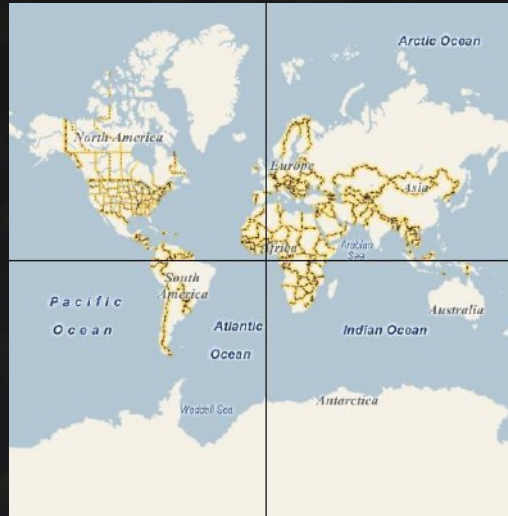 Arctic Ocean
North America
Europe
Asia
Africa
Arabian
Sea
South
America
Pacific
Ocean
Atlantic
Ocean
Indian Ocean
Australia
Weddell Sea
Antarctica